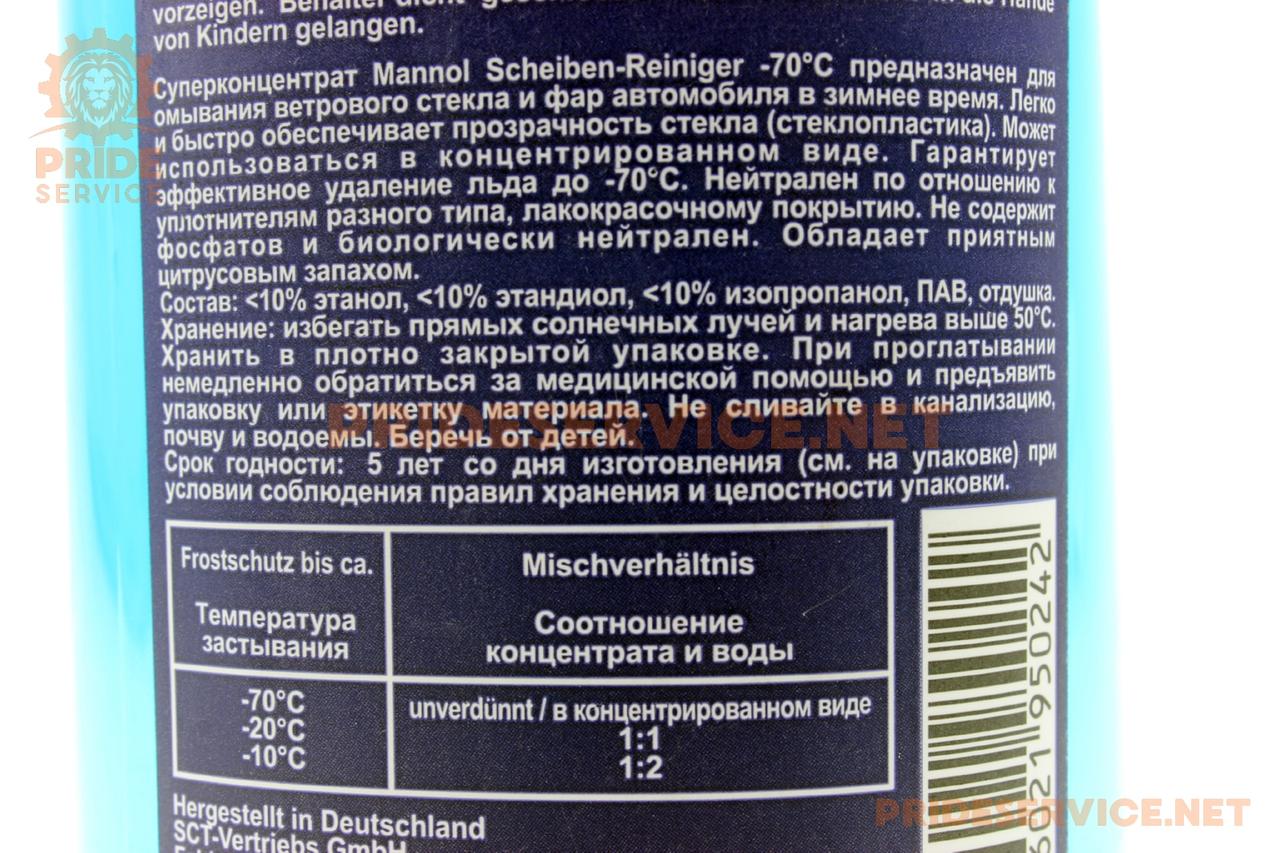 vorzeigen. Behälter dicht
von Kindern gelangen.
Суперконцентрат Mannol Scheiben-Reiniger -70°C предназначен для
омывания ветрового стекла и фар автомобиля в зимнее время. Легко
и быстро обеспечивает прозрачность стекла (стеклопластика). Может
использоваться в концентрированном виде. Гарантирует
эффективное удаление льда до -70°C. Нейтрален по отношению к
уплотнителям разного типа, лакокрасочному покрытию. Не содержит
фосфатов и биологически нейтрален. Обладает приятным
цитрусовым запахом.
Состав: <10% этанол, <10% этандиол, <10% изопропанол, ПАВ, отдушка.
Хранение: избегать прямых солнечных лучей и нагрева выше 50°C.
Хранить в плотно закрытой упаковке. При проглатывании
немедленно обратиться за медицинской помощью и предъявить
упаковку или этикетку материала. Не сливайте в канализацию,
почву и водоемы. Беречь от детей.
Срок годности: 5 лет со дня изготовления (см. на упаковке) при
условии соблюдения правил хранения и целостности упаковки.
Frostschutz bis ca.
Температура
застывания
Mischverhältnis
Соотношение
концентрата и воды
-70°C
unverdünnt / в концентрированном виде
-20°C
1:1
-10°C
1:2
Hergestellt in Deutschland
SCT-Vertriebs GmbH
6021 950242
PRIDE
SERVICE
PRIDESERVICE.NET
PRIDESERVICE.NET